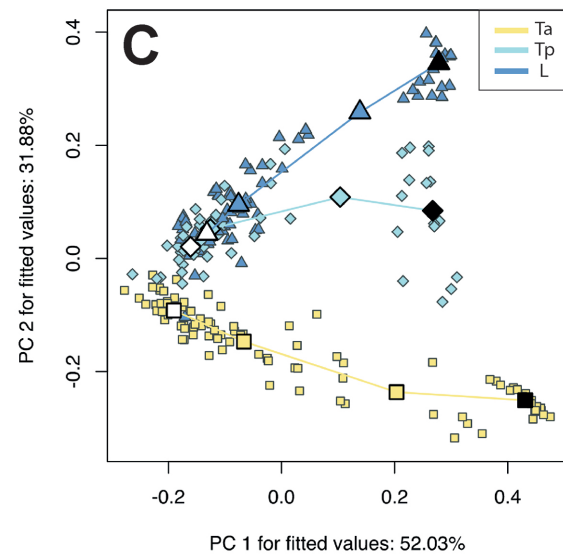 C
Ta
Tp
L
PC 2 for fitted values: 31.88%
0.4
0.2
0.0
-0.2
-0.2
0.0
0.2
0.4
PC 1 for fitted values: 52.03%